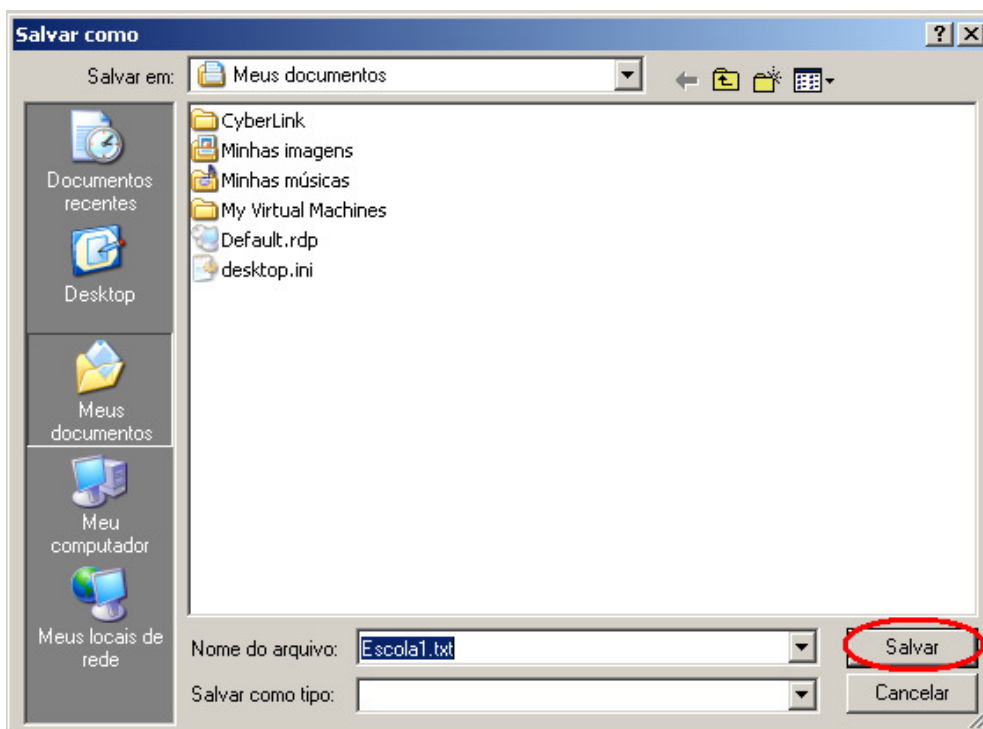 Salvar como
Salvar em:
Meus documentos
Documentos
recentes
Desktop
Meus
documentos
Meu
computador
Meus locais de
rede
CyberLink
Minhas imagens
Minhas músicas
My Virtual Machines
Default.rdp
desktop.ini
Nome do arquivo:
Escola1.txt
Salvar
Salvar como tipo:
Cancelar